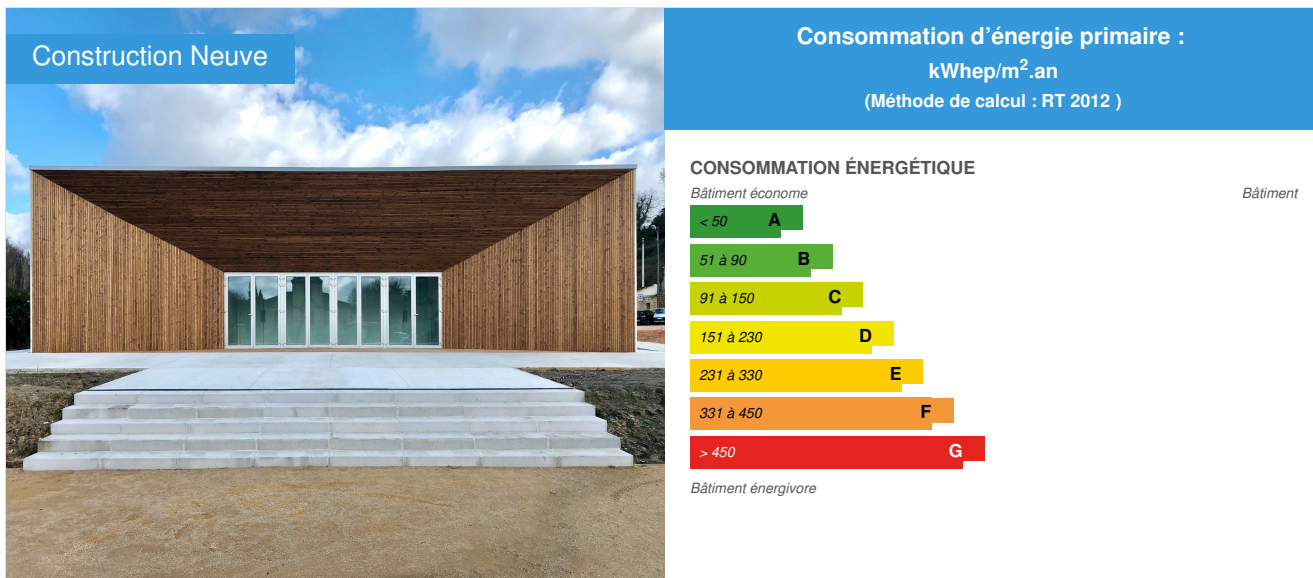 Construction Neuve
Consommation d'énergie primaire :
kWhep/m².an
(Méthode de calcul : RT 2012 )
CONSOMMATION ÉNERGÉTIQUE
Bâtiment économe
Bâtiment
< 50 A
51 à 90 B
91 à 150 C
151 à 230 D
231 à 330 E
331 à 450 F
> 450 G
Bâtiment énergivore